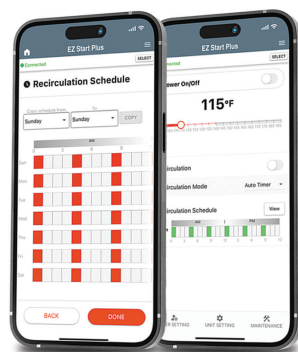 EZ Start Plus
Connected
SELECT
Recirculation Schedule
Copy schedule from
To
Sunday
Sunday
COPY
AM
Sun
Mon
Tue
Wed
Thu
Fri
Sat
BACK
DONE
EZ Start Plus
nected
SELECT
ower On/Off
115°F
irculation
irculation Mode
Auto Timer
irculation Schedule
View
AM
PM
ER SETTING
UNIT SETTING
MAINTENANCE